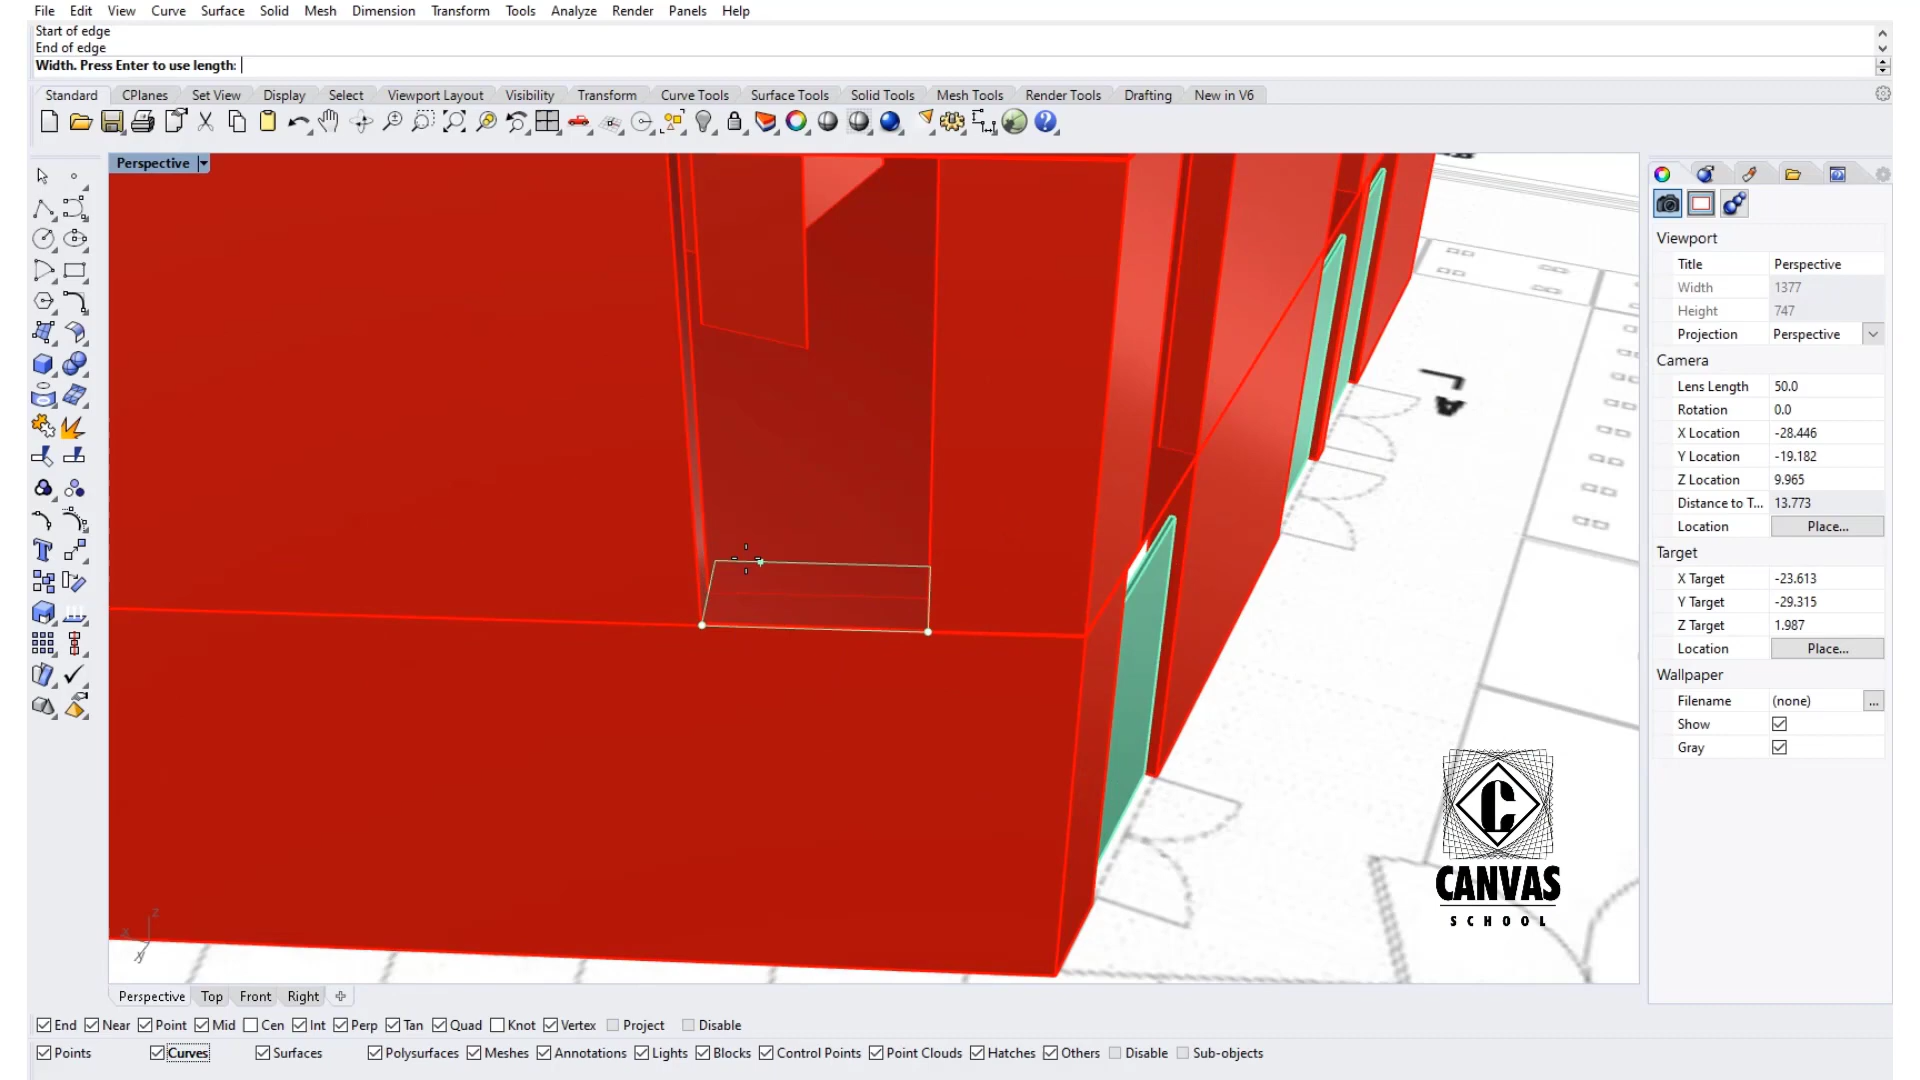 File Edit View Curve Surface Solid Mesh Dimension Transform Tools Analyze Render Panels Help
Start of edge
End of edge
Width. Press Enter to use length:
Standard CPlanes Set View Display Select Viewport Layout Visibility Transform Curve Tools Surface Tools Solid Tools Mesh Tools Render Tools Drafting New in V6
Perspective
Viewport
Title Perspective
Width 1377
Height 747
Projection Perspective
Camera
Lens Length 50.0
Rotation 0.0
X Location -28.446
Y Location -19.182
Z Location 9.965
Distance to T... 13.773
Location Place...
Target
X Target -23.613
Y Target -29.315
Z Target 1.987
Location Place...
Wallpaper
Filename (none) ...
Show
Gray
CANVAS
SCHOOL
z
x
y
Perspective Top Front Right
End Near Point Mid Cen Int Perp Tan Quad Knot Vertex Project Disable
Points Curves Surfaces Polysurfaces Meshes Annotations Lights Blocks Control Points Point Clouds Hatches Others Disable Sub-objects